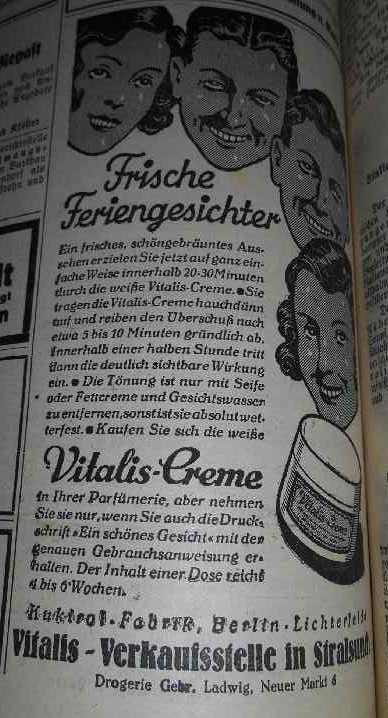 Frische
Feriengesichter
Ein frisches, schöngebräuntes Aus-
sehen erzielen Sie jetzt auf ganz ein-
fache Weise innerhalb 20-30 Minuten
durch die weiße Vitalis-Creme. • Sie
tragen die Vitalis-Creme hauchdünn
auf und reiben den Überschuß nach
etwa 5 bis 10 Minuten gründlich ab.
Innerhalb einer halben Stunde tritt
dann die deutlich sichtbare Wirkung
ein. • Die Tönung ist nur mit Seife
oder Fettcreme und Gesichtswasser
zu entfernen, sonst ist sie absolut wet-
terfest. • Kaufen Sie sich die weiße
Vitalis-Creme
in Ihrer Parfümerie, aber nehmen
Sie sie nur, wenn Sie auch die Druck-
schrift »Ein schönes Gesicht« mit der
genauen Gebrauchsanweisung er-
halten. Der Inhalt einer Dose reicht
4 bis 6 Wochen.
Vitalis-Creme
Kukirol-Fabrik, Berlin-Lichterfelde
Vitalis-Verkaufsstelle in Stralsund:
Drogerie Gebr. Ladwig, Neuer Markt 6